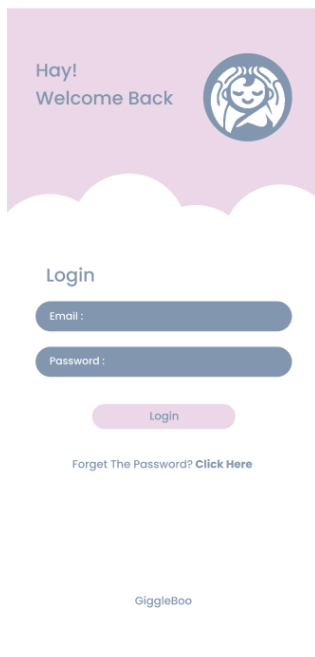 Hay!
Welcome Back
Login
Email :
Password :
Login
Forget The Password? Click Here
GiggleBoo